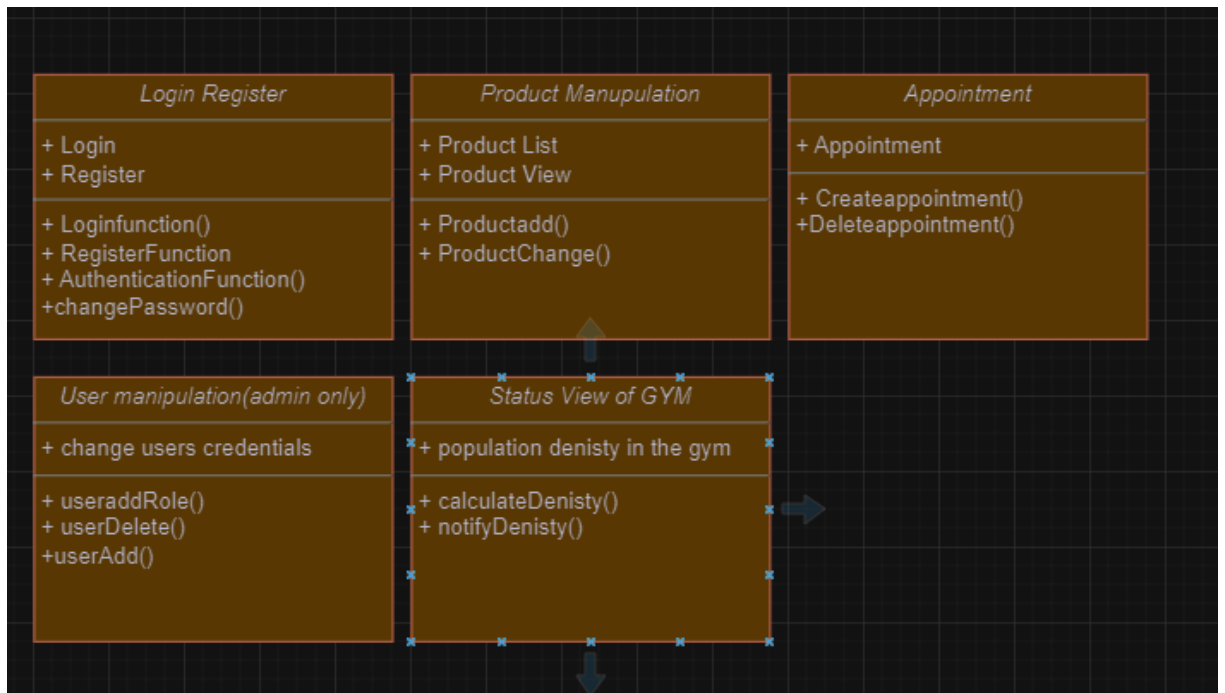 Login Register
+ Login
+ Register
+ Loginfunction()
+ RegisterFunction
+ AuthenticationFunction()
+changePassword()
Product Manupulation
+ Product List
+ Product View
+ Productadd()
+ ProductChange()
Appointment
+ Appointment
+ Createappointment()
+Deleteappointment()
User manipulation(admin only)
+ change users credentials
+ useraddRole()
+ userDelete()
+userAdd()
Status View of GYM
+ population denisty in the gym
+ calculateDenisty()
+ notifyDenisty()